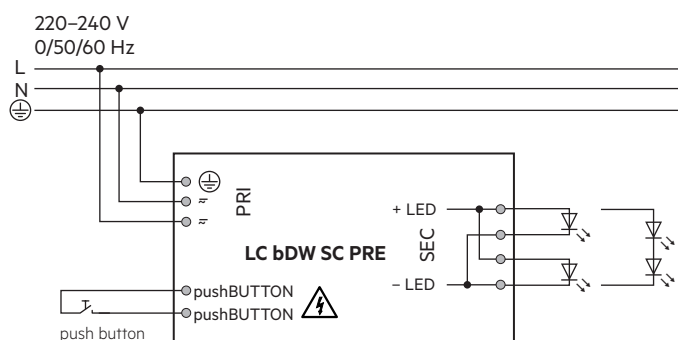 220–240 V
0/50/60 Hz
L
N
PRI
+ LED
SEC
LC bDW SC PRE
– LED
pushBUTTON
pushBUTTON
push button